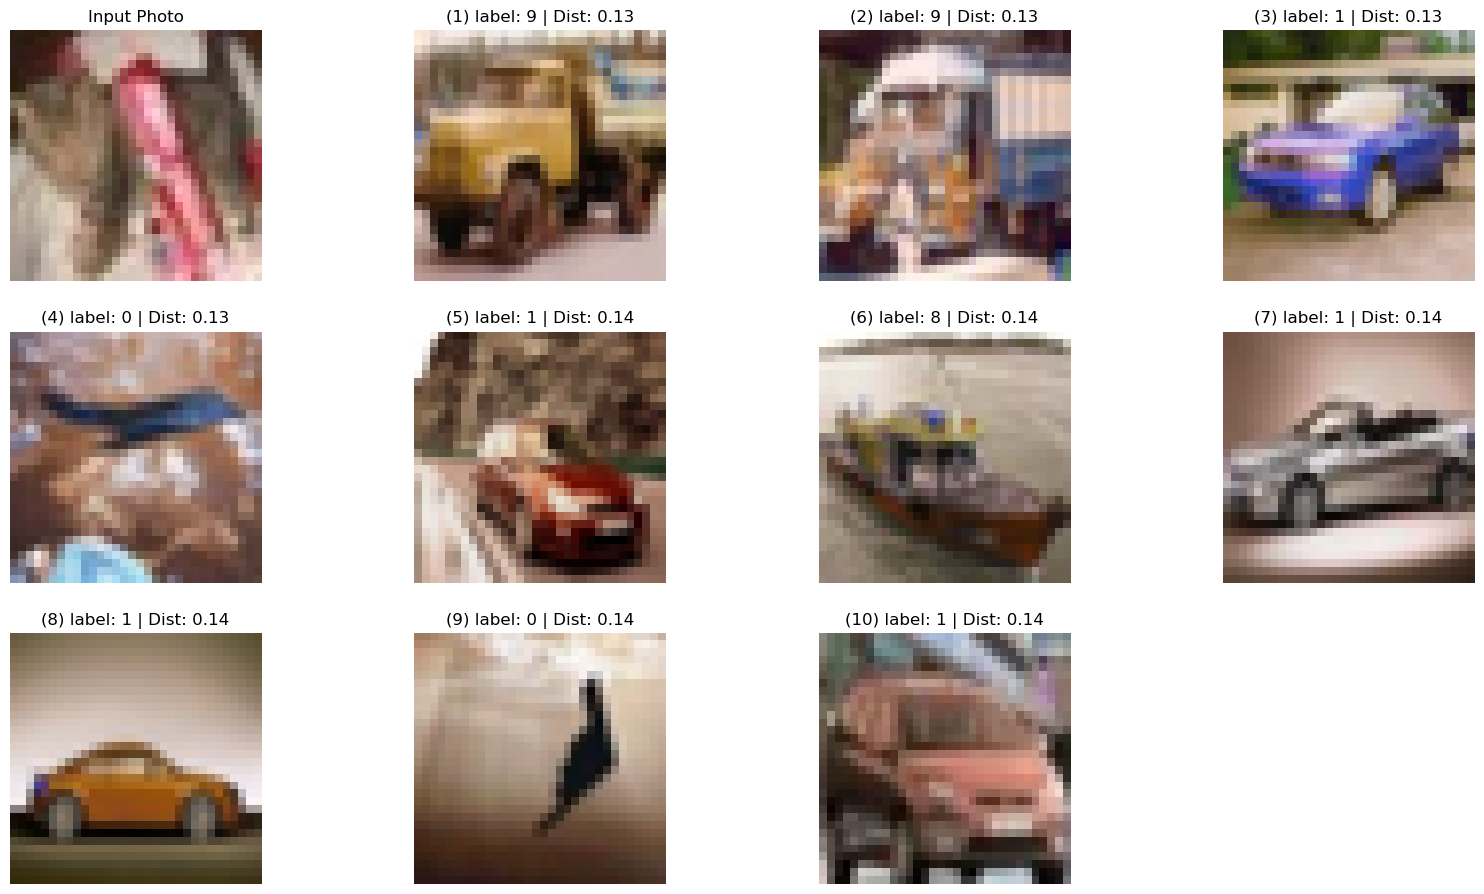 Input Photo
(1) label: 9 | Dist: 0.13
(2) label: 9 | Dist: 0.13
(3) label: 1 | Dist: 0.13
(4) label: 0 | Dist: 0.13
(5) label: 1 | Dist: 0.14
(6) label: 8 | Dist: 0.14
(7) label: 1 | Dist: 0.14
(8) label: 1 | Dist: 0.14
(9) label: 0 | Dist: 0.14
(10) label: 1 | Dist: 0.14